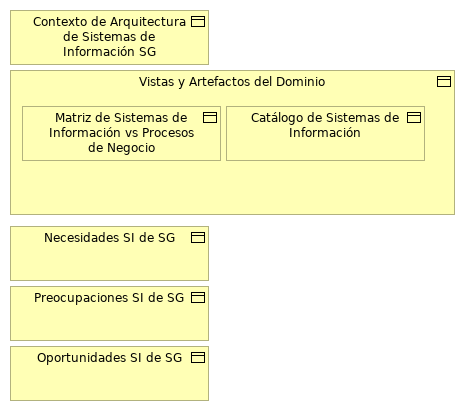 Contexto de Arquitectura
de Sistemas de
Información SG
Vistas y Artefactos del Dominio
Matriz de Sistemas de
Información vs Procesos
de Negocio
Catálogo de Sistemas de
Información
Necesidades SI de SG
Preocupaciones SI de SG
Oportunidades SI de SG